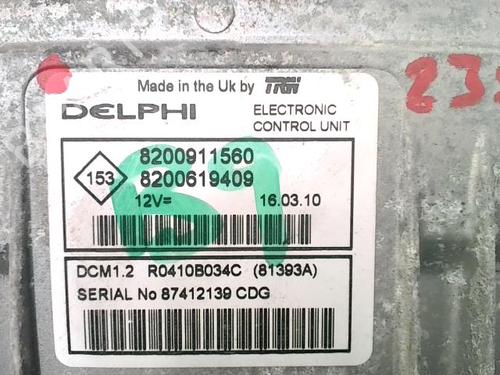 Made in the Uk by TRW
DELPHI
ELECTRONIC
CONTROL UNIT
153
8200911560
8200619409
12V=
16.03.10
DCM1.2 R0410B034C (81393A)
SERIAL No 87412139 CDG